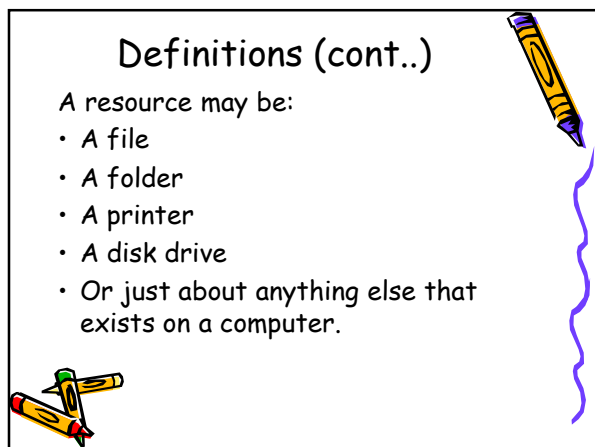 Definitions (cont..)
A resource may be:
• A file
• A folder
• A printer
• A disk drive
• Or just about anything else that
exists on a computer.